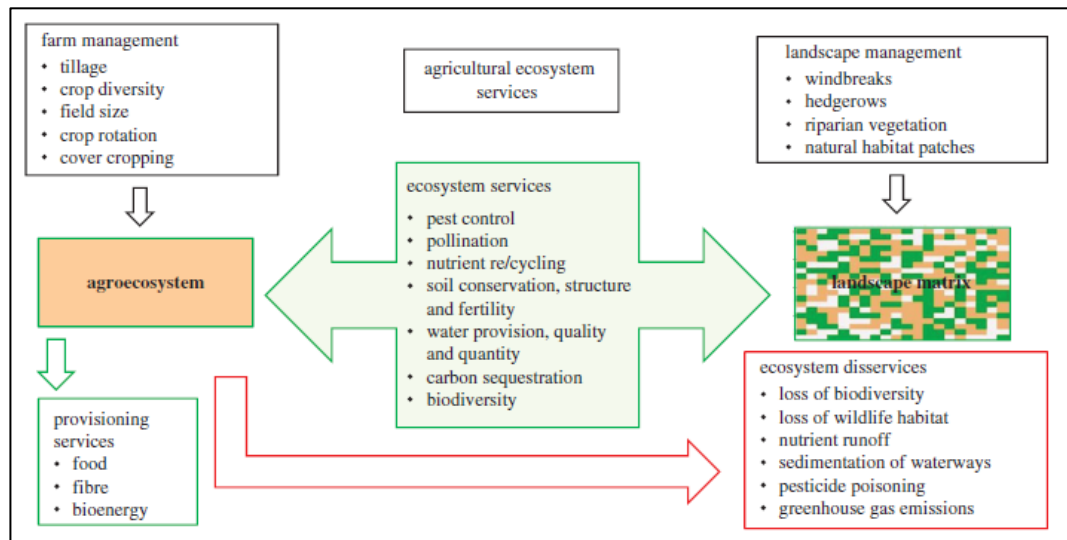 farm management
• tillage
• crop diversity
• field size
• crop rotation
• cover cropping
agricultural ecosystem
services
landscape management
• windbreaks
• hedgerows
• riparian vegetation
• natural habitat patches
agroecosystem
ecosystem services
• pest control
• pollination
• nutrient re/cycling
• soil conservation, structure
and fertility
• water provision, quality
and quantity
• carbon sequestration
• biodiversity
landscape matrix
provisioning
services
• food
• fibre
• bioenergy
ecosystem disservices
• loss of biodiversity
• loss of wildlife habitat
• nutrient runoff
• sedimentation of waterways
• pesticide poisoning
• greenhouse gas emissions